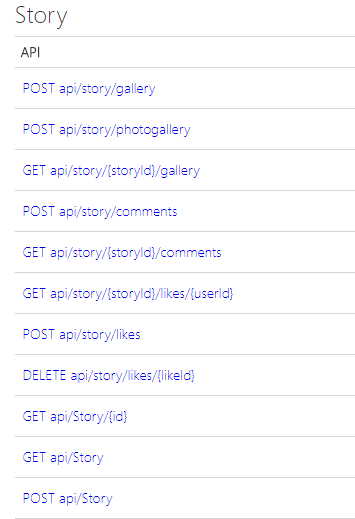 Story
API
POST api/story/gallery
POST api/story/photogallery
GET api/story/{storyId}/gallery
POST api/story/comments
GET api/story/{storyId}/comments
GET api/story/{storyId}/likes/{userId}
POST api/story/likes
DELETE api/story/likes/{likeId}
GET api/Story/{id}
GET api/Story
POST api/Story